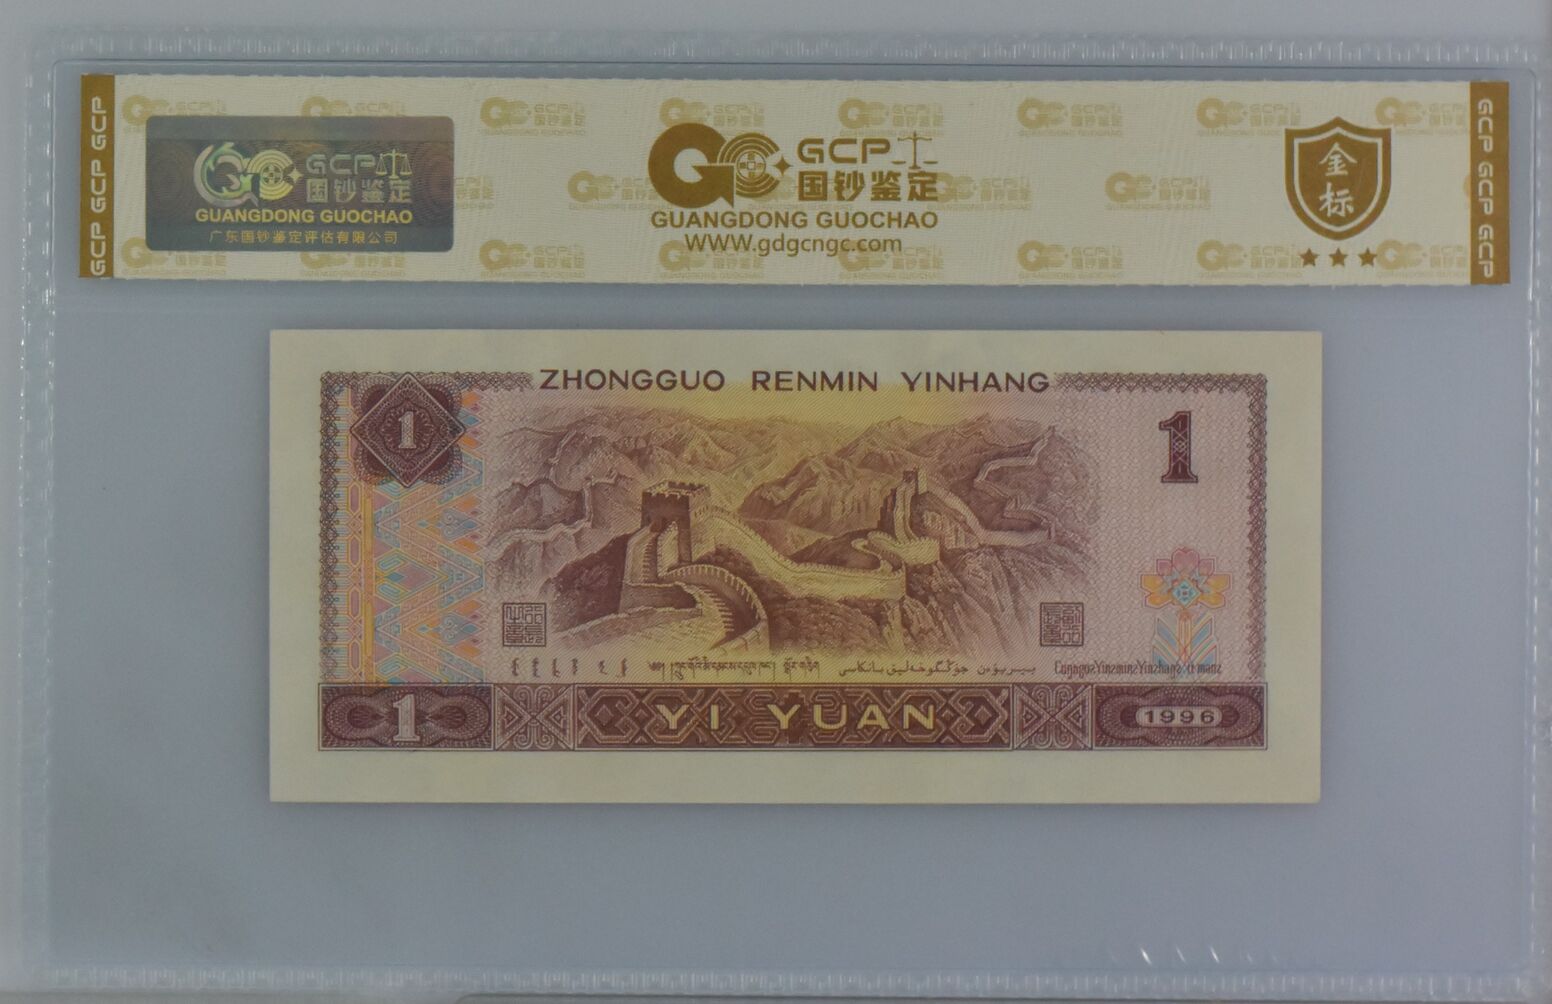 GCP GCP GCP
GCP
国钞鉴定
GUANGDONG GUOCHAO
广东国钞鉴定评估有限公司
GCP
国钞鉴定
GUANGDONG GUOCHAO
WWW.gdgcngc.com
金标
GCP GCP GCP
ZHONGGUO RENMIN YINHANG
1
1
1
YI YUAN
1996